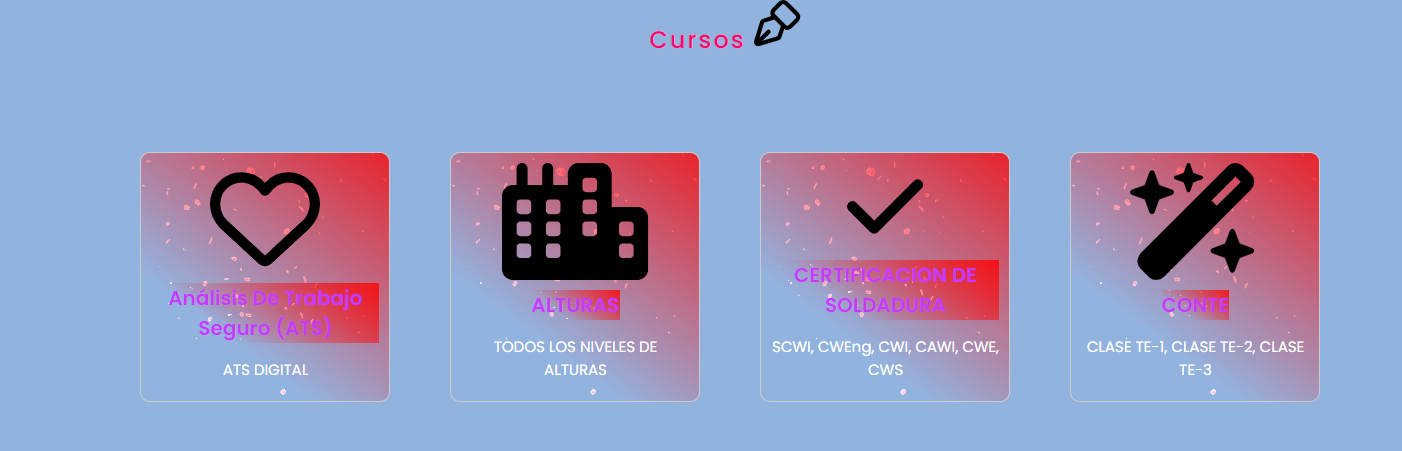 Cursos
Análisis De Trabajo
Seguro (ATS)
ATS DIGITAL
ALTURAS
TODOS LOS NIVELES DE
ALTURAS
CERTIFICACION DE
SOLDADURA
SCWI, CWEng, CWI, CAWI, CWE,
CWS
CONTE
CLASE TE-1, CLASE TE-2, CLASE
TE-3